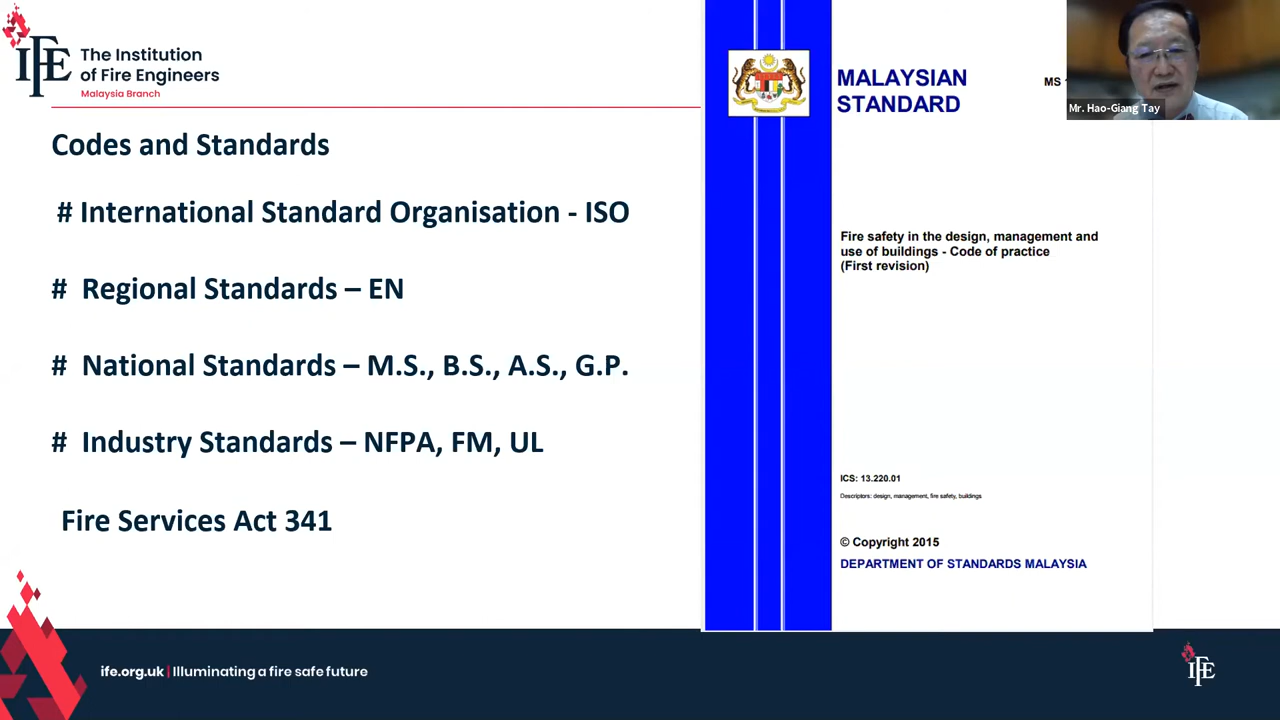 IFE
The Institution
of Fire Engineers
Malaysia Branch
Codes and Standards
# International Standard Organisation - ISO
# Regional Standards – EN
# National Standards – M.S., B.S., A.S., G.P.
# Industry Standards – NFPA, FM, UL
Fire Services Act 341
MALAYSIAN
STANDARD
MS
Fire safety in the design, management and
use of buildings - Code of practice
(First revision)
ICS: 13.220.01
Descriptors: design, management, fire safety, buildings
© Copyright 2015
DEPARTMENT OF STANDARDS MALAYSIA
Mr. Hao-Giang Tay
ife.org.uk | Illuminating a fire safe future
IFE